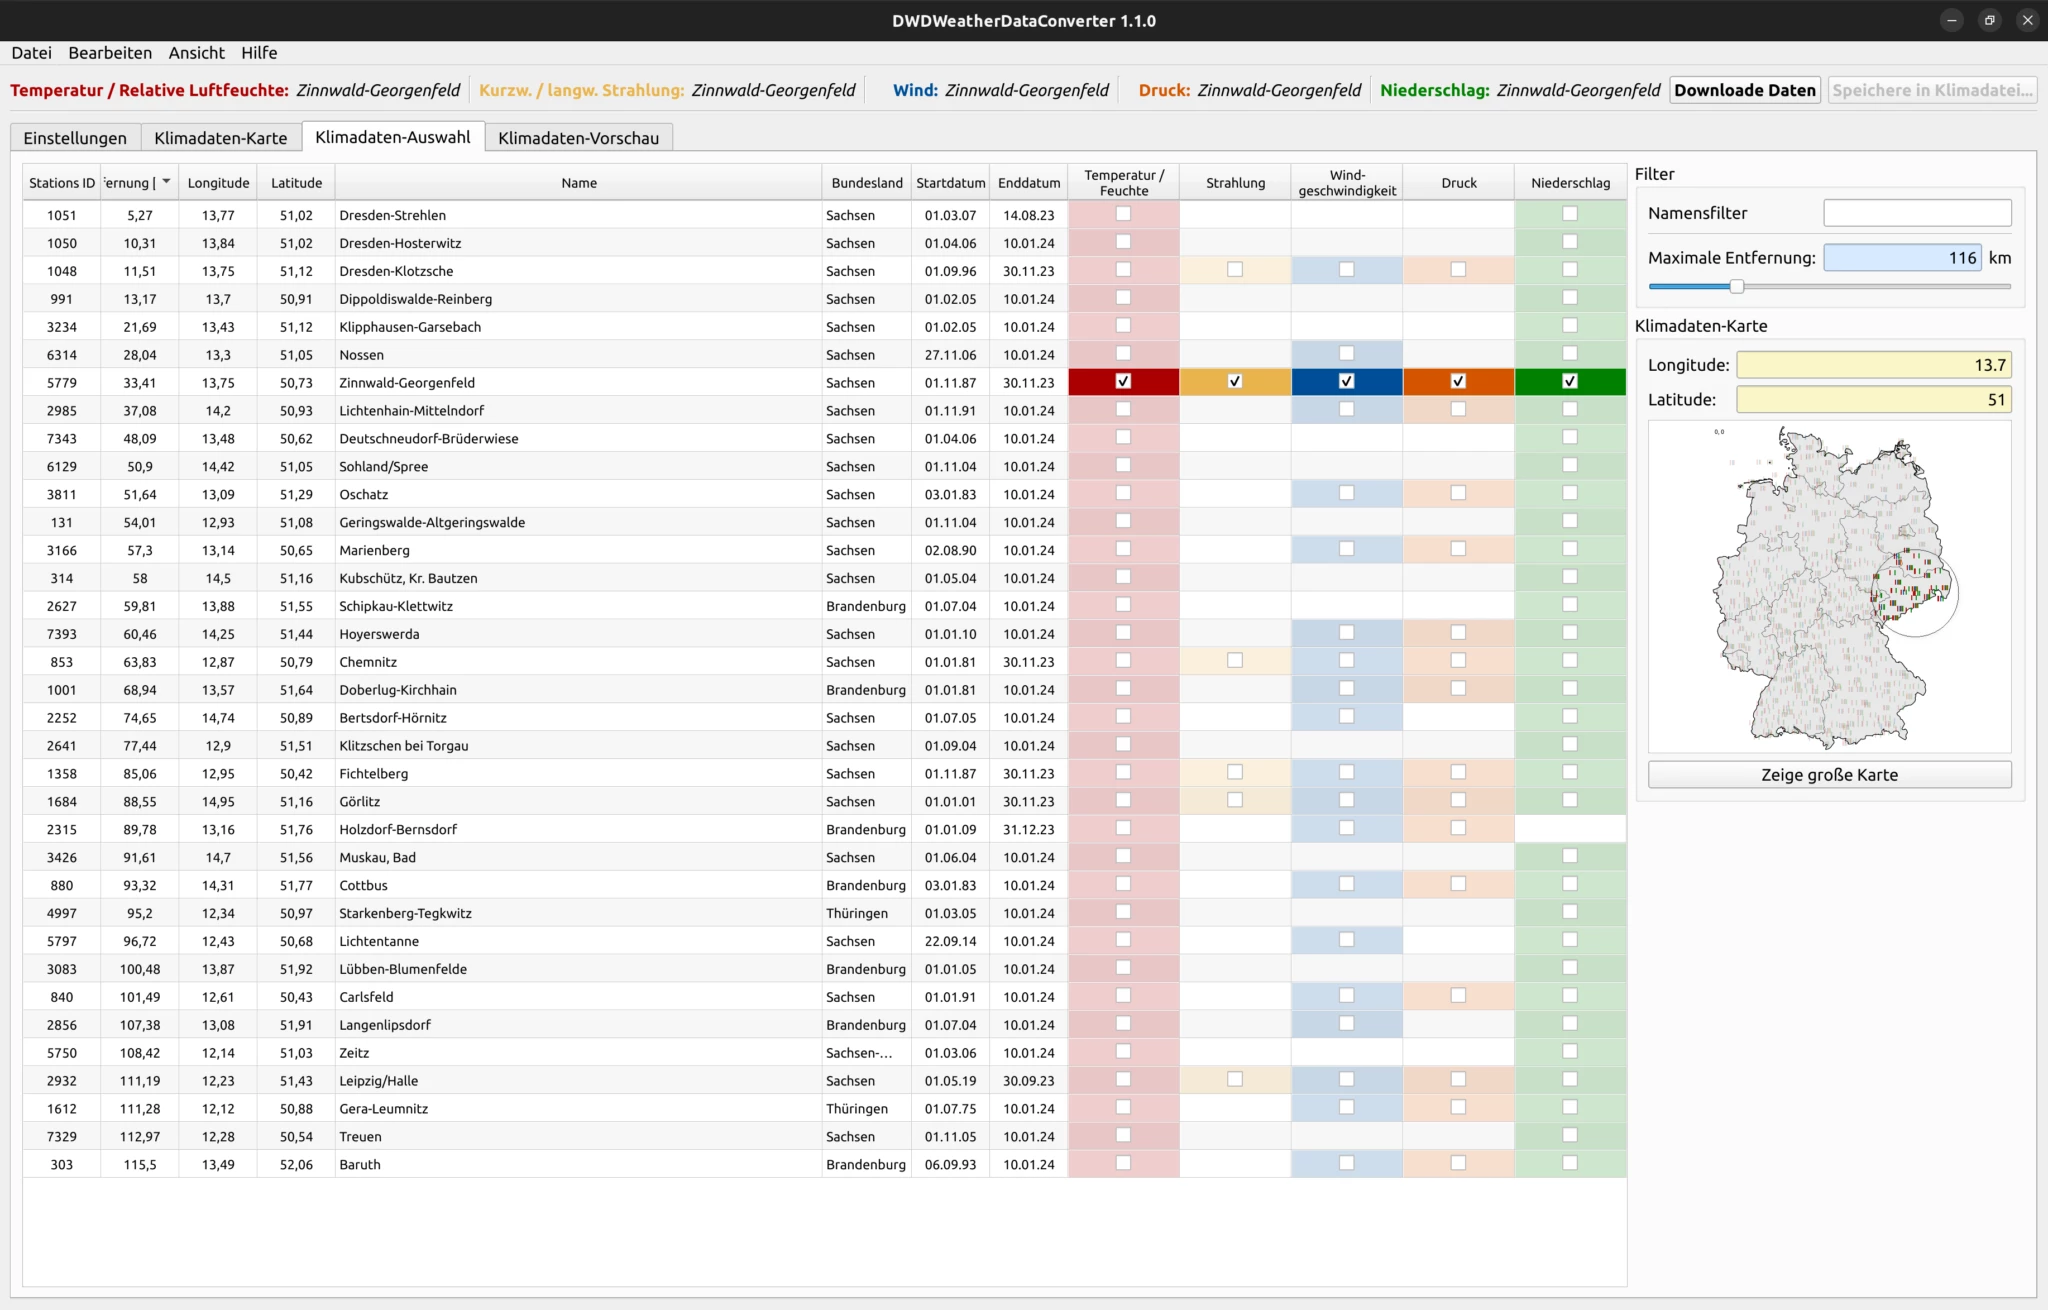 DWDWeatherDataConverter 1.1.0
Datei Bearbeiten Ansicht Hilfe
Temperatur / Relative Luftfeuchte: Zinnwald-Georgenfeld Kurzw. / langw. Strahlung: Zinnwald-Georgenfeld Wind: Zinnwald-Georgenfeld Druck: Zinnwald-Georgenfeld Niederschlag: Zinnwald-Georgenfeld Downloade Daten Speichere in Klimadatei...
Einstellungen Klimadaten-Karte Klimadaten-Auswahl Klimadaten-Vorschau
Stations ID fernung [ Longitude Latitude Name Bundesland Startdatum Enddatum Temperatur / Feuchte Strahlung Wind-geschwindigkeit Druck Niederschlag
1051 5,27 13,77 51,02 Dresden-Strehlen Sachsen 01.03.07 14.08.23
1050 10,31 13,84 51,02 Dresden-Hosterwitz Sachsen 01.04.06 10.01.24
1048 11,51 13,75 51,12 Dresden-Klotzsche Sachsen 01.09.96 30.11.23
991 13,17 13,7 50,91 Dippoldiswalde-Reinberg Sachsen 01.02.05 10.01.24
3234 21,69 13,43 51,12 Klipphausen-Garsebach Sachsen 01.02.05 10.01.24
6314 28,04 13,3 51,05 Nossen Sachsen 27.11.06 10.01.24
5779 33,41 13,75 50,73 Zinnwald-Georgenfeld Sachsen 01.11.87 30.11.23
2985 37,08 14,2 50,93 Lichtenhain-Mittelndorf Sachsen 01.11.91 10.01.24
7343 48,09 13,48 50,62 Deutschneudorf-Brüderwiese Sachsen 01.04.06 10.01.24
6129 50,9 14,42 51,05 Sohland/Spree Sachsen 01.11.04 10.01.24
3811 51,64 13,09 51,29 Oschatz Sachsen 03.01.83 10.01.24
131 54,01 12,93 51,08 Geringswalde-Altgeringswalde Sachsen 01.11.04 10.01.24
3166 57,3 13,14 50,65 Marienberg Sachsen 02.08.90 10.01.24
314 58 14,5 51,16 Kubschütz, Kr. Bautzen Sachsen 01.05.04 10.01.24
2627 59,81 13,88 51,55 Schipkau-Klettwitz Brandenburg 01.07.04 10.01.24
7393 60,46 14,25 51,44 Hoyerswerda Sachsen 01.01.10 10.01.24
853 63,83 12,87 50,79 Chemnitz Sachsen 01.01.81 30.11.23
1001 68,94 13,57 51,64 Doberlug-Kirchhain Brandenburg 01.01.81 10.01.24
2252 74,65 14,74 50,89 Bertsdorf-Hörnitz Sachsen 01.07.05 10.01.24
2641 77,44 12,9 51,51 Klitzschen bei Torgau Sachsen 01.09.04 10.01.24
1358 85,06 12,95 50,42 Fichtelberg Sachsen 01.11.87 30.11.23
1684 88,55 14,95 51,16 Görlitz Sachsen 01.01.01 30.11.23
2315 89,78 13,16 51,76 Holzdorf-Bernsdorf Brandenburg 01.01.09 31.12.23
3426 91,61 14,7 51,56 Muskau, Bad Sachsen 01.06.04 10.01.24
880 93,32 14,31 51,77 Cottbus Brandenburg 03.01.83 10.01.24
4997 95,2 12,34 50,97 Starkenberg-Tegkwitz Thüringen 01.03.05 10.01.24
5797 96,72 12,43 50,68 Lichtentanne Sachsen 22.09.14 10.01.24
3083 100,48 13,87 51,92 Lübben-Blumenfelde Brandenburg 01.01.05 10.01.24
840 101,49 12,61 50,43 Carlsfeld Sachsen 01.01.91 10.01.24
2856 107,38 13,08 51,91 Langenlipsdorf Brandenburg 01.07.04 10.01.24
5750 108,42 12,14 51,03 Zeitz Sachsen-... 01.03.06 10.01.24
2932 111,19 12,23 51,43 Leipzig/Halle Sachsen 01.05.19 30.09.23
1612 111,28 12,12 50,88 Gera-Leumnitz Thüringen 01.07.75 10.01.24
7329 112,97 12,28 50,54 Treuen Sachsen 01.11.05 10.01.24
303 115,5 13,49 52,06 Baruth Brandenburg 06.09.93 10.01.24
Filter
Namensfilter
Maximale Entfernung: 116 km
Klimadaten-Karte
Longitude: 13.7
Latitude: 51
0, 0
Zeige große Karte